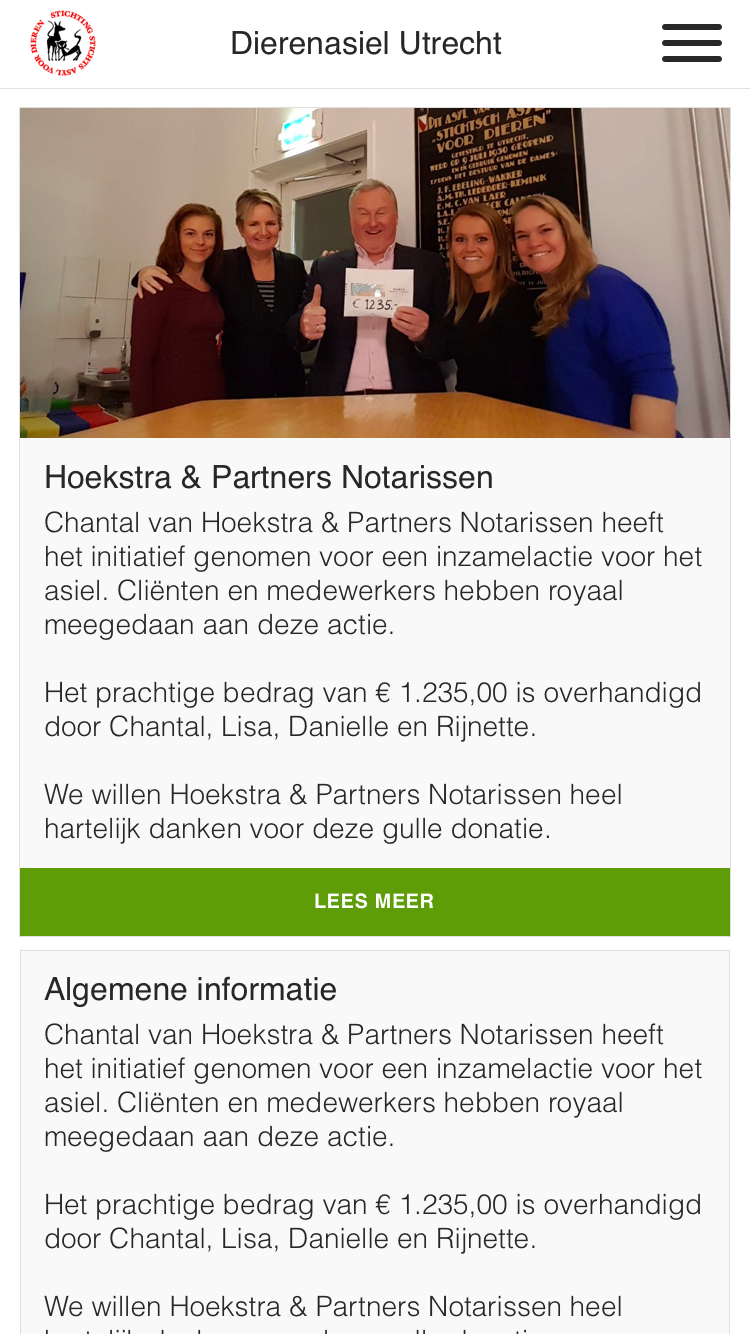 STICHTING STICHTS ASYL VOOR DIEREN
Dierenasiel Utrecht
DIT ASYL
„STICHTSCH ASYL
VOOR DIEREN"
GEVESTIGD TE UTRECHT,
WERD OP 9 JULI 1930 GEOPEND
EN IN GEBRUIK GENOMEN
TYDENS HET BESTUUR VAN DE DAMES:
J. F. EBELING-WAKKER
A. M. TH. LEDEBOER-BEMINK
E. M. C. VAN LAER
€ 1235.-
Hoekstra & Partners Notarissen
Chantal van Hoekstra & Partners Notarissen heeft
het initiatief genomen voor een inzamelactie voor het
asiel. Cliënten en medewerkers hebben royaal
meegedaan aan deze actie.
Het prachtige bedrag van € 1.235,00 is overhandigd
door Chantal, Lisa, Danielle en Rijnette.
We willen Hoekstra & Partners Notarissen heel
hartelijk danken voor deze gulle donatie.
LEES MEER
Algemene informatie
Chantal van Hoekstra & Partners Notarissen heeft
het initiatief genomen voor een inzamelactie voor het
asiel. Cliënten en medewerkers hebben royaal
meegedaan aan deze actie.
Het prachtige bedrag van € 1.235,00 is overhandigd
door Chantal, Lisa, Danielle en Rijnette.
We willen Hoekstra & Partners Notarissen heel